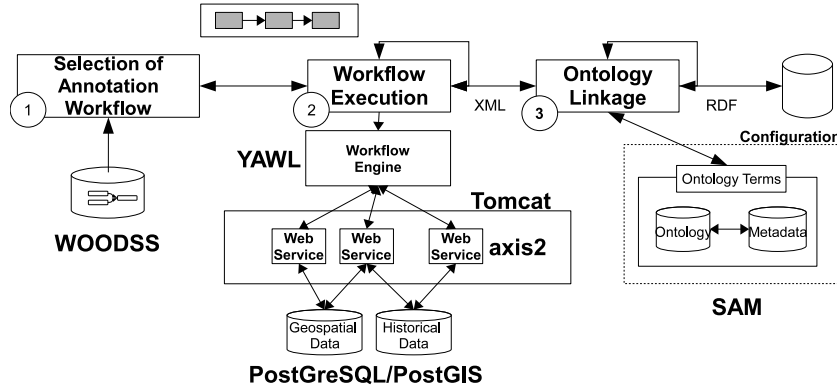 Selection of
Annotation
Workflow
1
Workflow
Execution
2
XML
Ontology
Linkage
3
RDF
Configuration
YAWL
Workflow
Engine
Ontology Terms
Ontology
Metadata
SAM
WOODSS
Tomcat
Web
Service
Web
Service
Web
Service
axis2
Geospatial
Data
Historical
Data
PostGreSQL/PostGIS